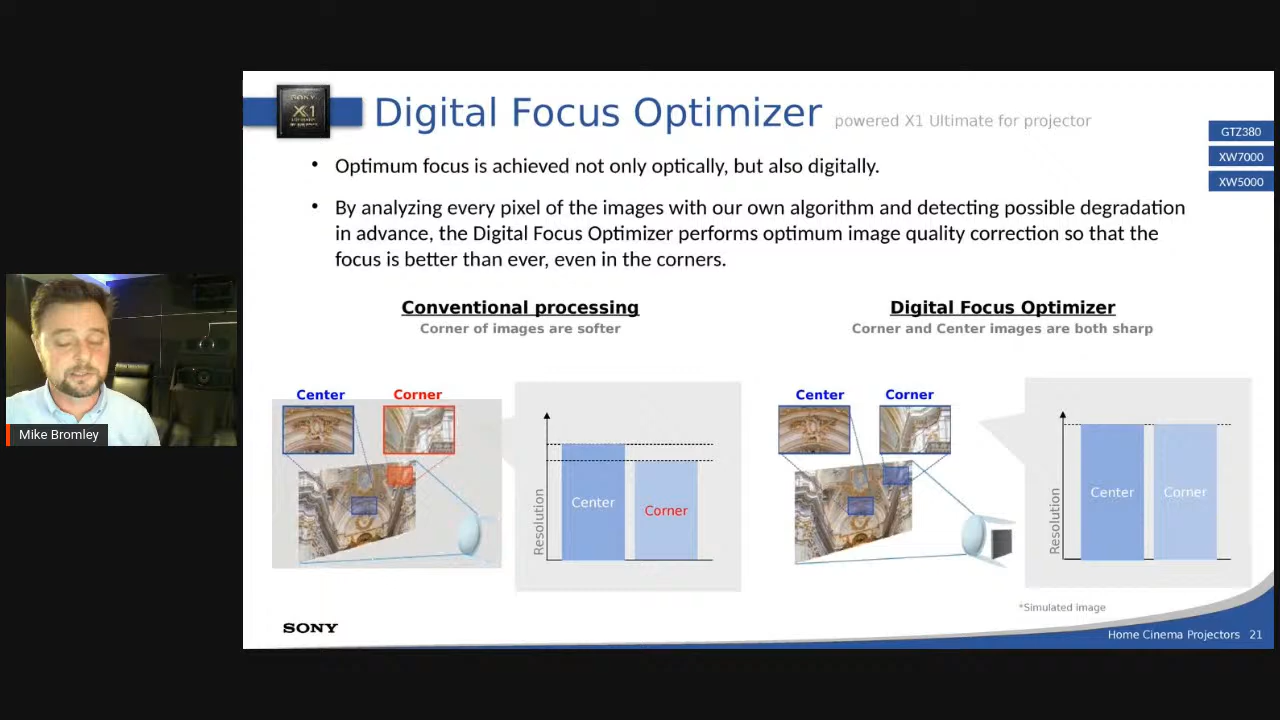 SONY
X1
Digital Focus Optimizer powered X1 Ultimate for projector
GTZ380
XW7000
XW5000
• Optimum focus is achieved not only optically, but also digitally.
• By analyzing every pixel of the images with our own algorithm and detecting possible degradation
in advance, the Digital Focus Optimizer performs optimum image quality correction so that the
focus is better than ever, even in the corners.
Conventional processing
Corner of images are softer
Center
Corner
Resolution
Center
Corner
Digital Focus Optimizer
Corner and Center images are both sharp
Center
Corner
Resolution
Center
Corner
*Simulated image
SONY
Home Cinema Projectors 21
Mike Bromley